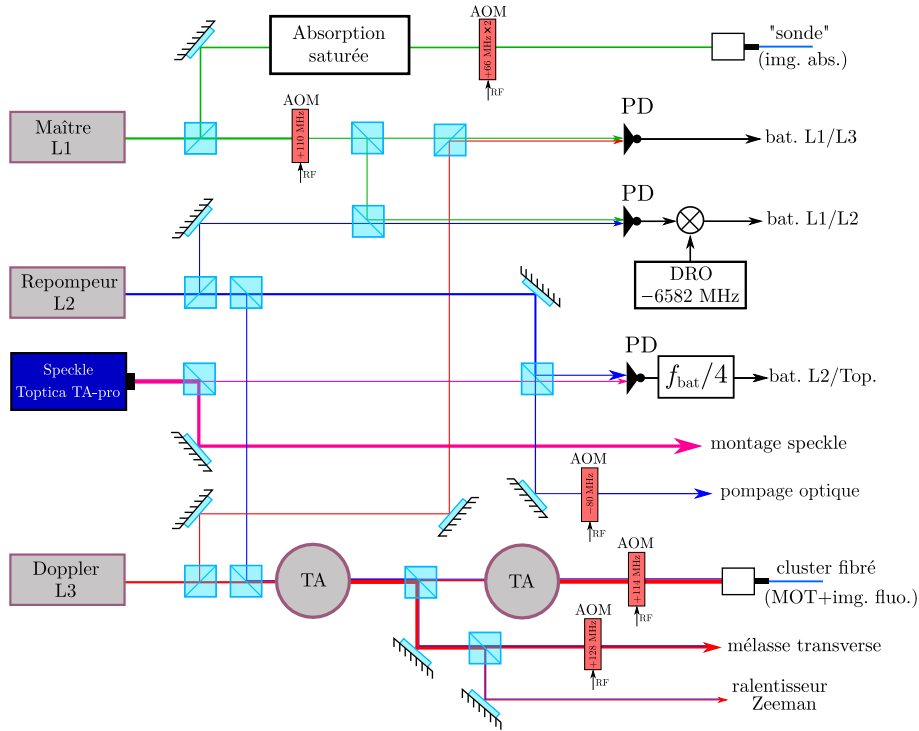 AOM
+66 MHz ×2
RF
Absorption
saturée
"sonde"
(img. abs.)
Maître
L1
AOM
+110 MHz
RF
PD
bat. L1/L3
PD
bat. L1/L2
DRO
−6582 MHz
Repompeur
L2
Speckle
Toptica TA-pro
PD
f_bat/4
bat. L2/Top.
montage speckle
AOM
−80 MHz
RF
pompage optique
Doppler
L3
TA
TA
AOM
+114 MHz
RF
cluster fibré
(MOT+img. fluo.)
AOM
+128 MHz
RF
mélasse transverse
ralentisseur
Zeeman